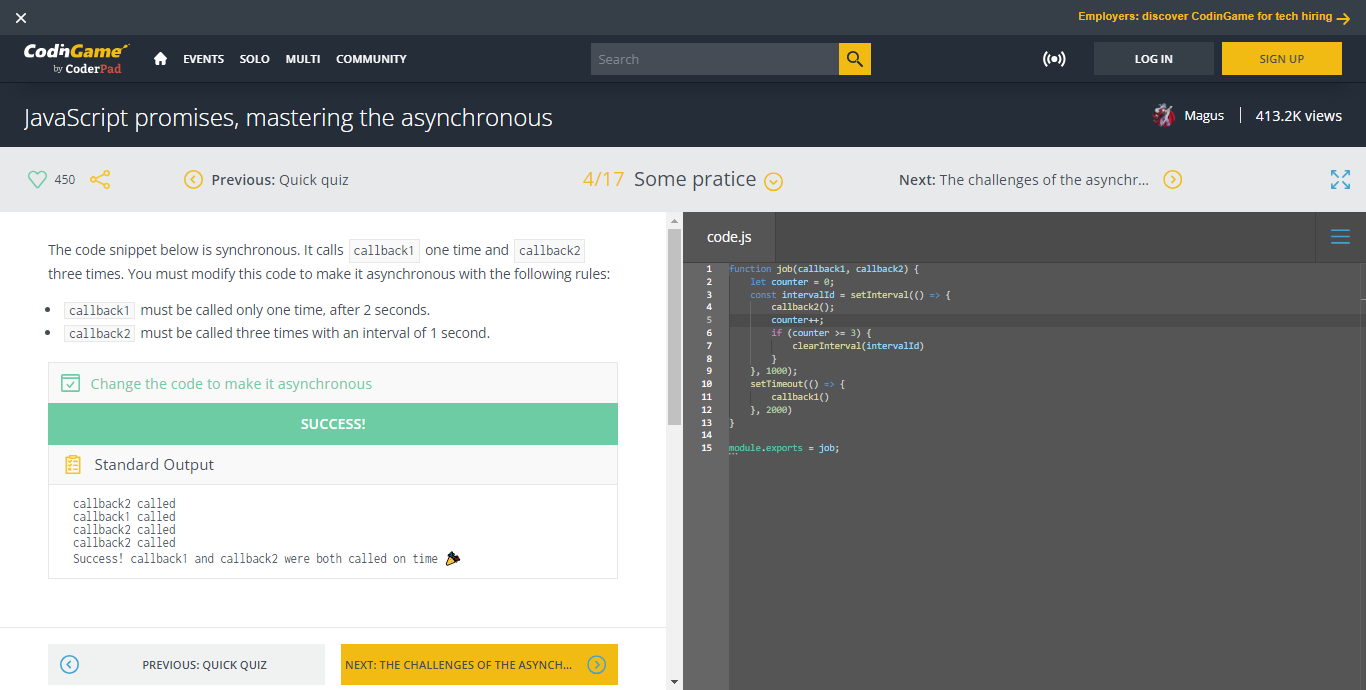 Employers: discover CodinGame for tech hiring
CodinGame
by CoderPad
EVENTS SOLO MULTI COMMUNITY
Search
LOG IN
SIGN UP
JavaScript promises, mastering the asynchronous
Magus
413.2K views
450
Previous: Quick quiz
4/17 Some pratice
Next: The challenges of the asynchr...
The code snippet below is synchronous. It calls callback1 one time and callback2
three times. You must modify this code to make it asynchronous with the following rules:
• callback1 must be called only one time, after 2 seconds.
• callback2 must be called three times with an interval of 1 second.
Change the code to make it asynchronous
SUCCESS!
Standard Output
callback2 called
callback1 called
callback2 called
callback2 called
Success! callback1 and callback2 were both called on time
PREVIOUS: QUICK QUIZ
NEXT: THE CHALLENGES OF THE ASYNCH...
code.js
1 function job(callback1, callback2) {
2 let counter = 0;
3 const intervalId = setInterval(() => {
4 callback2();
5 counter++;
6 if (counter >= 3) {
7 clearInterval(intervalId)
8 }
9 }, 1000);
10 setTimeout(() => {
11 callback1()
12 }, 2000)
13 }
14
15 module.exports = job;